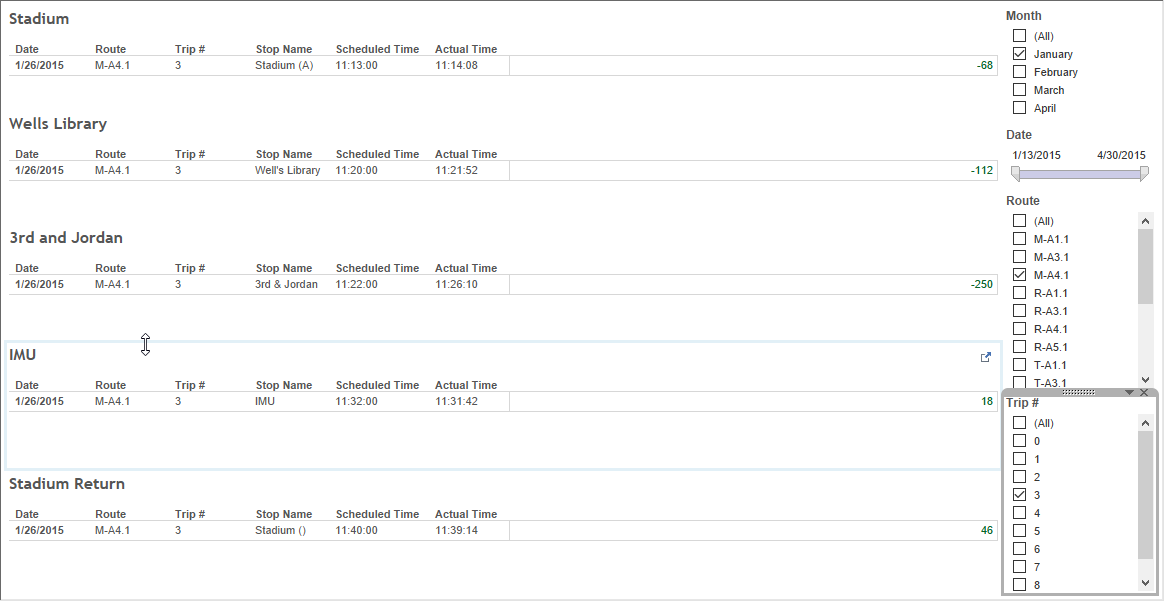 Stadium
Date Route Trip # Stop Name Scheduled Time Actual Time
1/26/2015 M-A4.1 3 Stadium (A) 11:13:00 11:14:08 -68
Wells Library
Date Route Trip # Stop Name Scheduled Time Actual Time
1/26/2015 M-A4.1 3 Well's Library 11:20:00 11:21:52 -112
3rd and Jordan
Date Route Trip # Stop Name Scheduled Time Actual Time
1/26/2015 M-A4.1 3 3rd & Jordan 11:22:00 11:26:10 -250
IMU
Date Route Trip # Stop Name Scheduled Time Actual Time
1/26/2015 M-A4.1 3 IMU 11:32:00 11:31:42 18
Stadium Return
Date Route Trip # Stop Name Scheduled Time Actual Time
1/26/2015 M-A4.1 3 Stadium () 11:40:00 11:39:14 46
Month
(All)
January
February
March
April
Date
1/13/2015 4/30/2015
Route
(All)
M-A1.1
M-A3.1
M-A4.1
R-A1.1
R-A3.1
R-A4.1
R-A5.1
T-A1.1
T-A3.1
Trip #
(All)
0
1
2
3
4
5
6
7
8